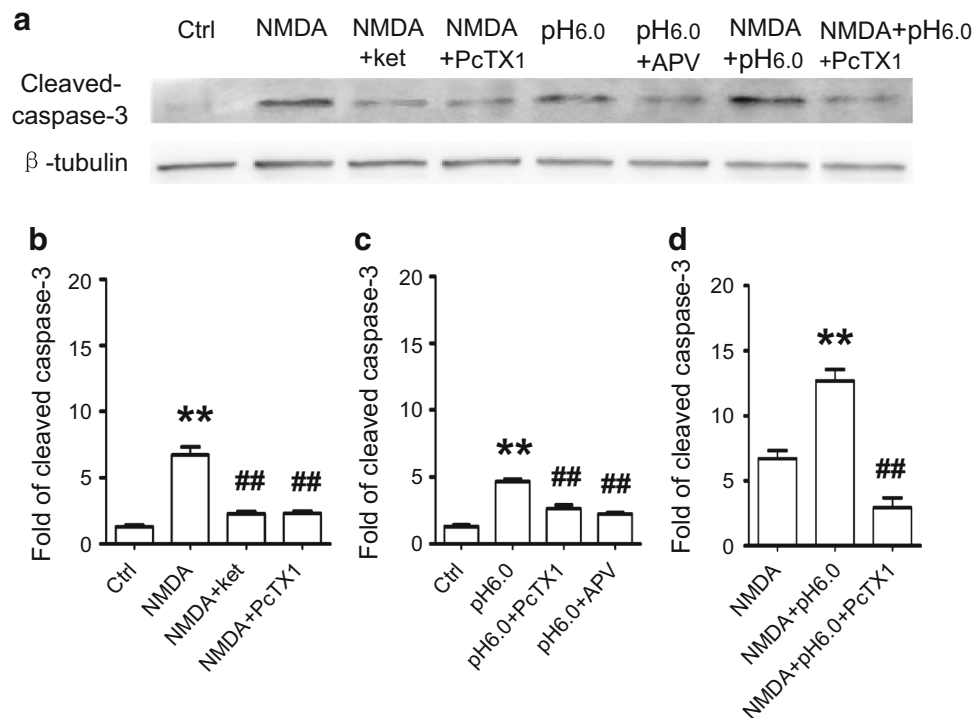 a
Ctrl NMDA NMDA +ket NMDA +PcTX1 pH6.0 pH6.0 +APV NMDA +pH6.0 NMDA+pH6.0 +PcTX1
Cleaved-
caspase-3
β-tubulin
b
Fold of cleaved caspase-3
20
15
10
5
0
**
##
##
Ctrl
NMDA
NMDA+ket
NMDA+PcTX1
c
Fold of cleaved caspase-3
20
15
10
5
0
**
##
##
Ctrl
pH6.0
pH6.0+PcTX1
pH6.0+APV
d
Fold of cleaved caspase-3
20
15
10
5
0
**
##
NMDA
NMDA+pH6.0
NMDA+pH6.0+PcTX1